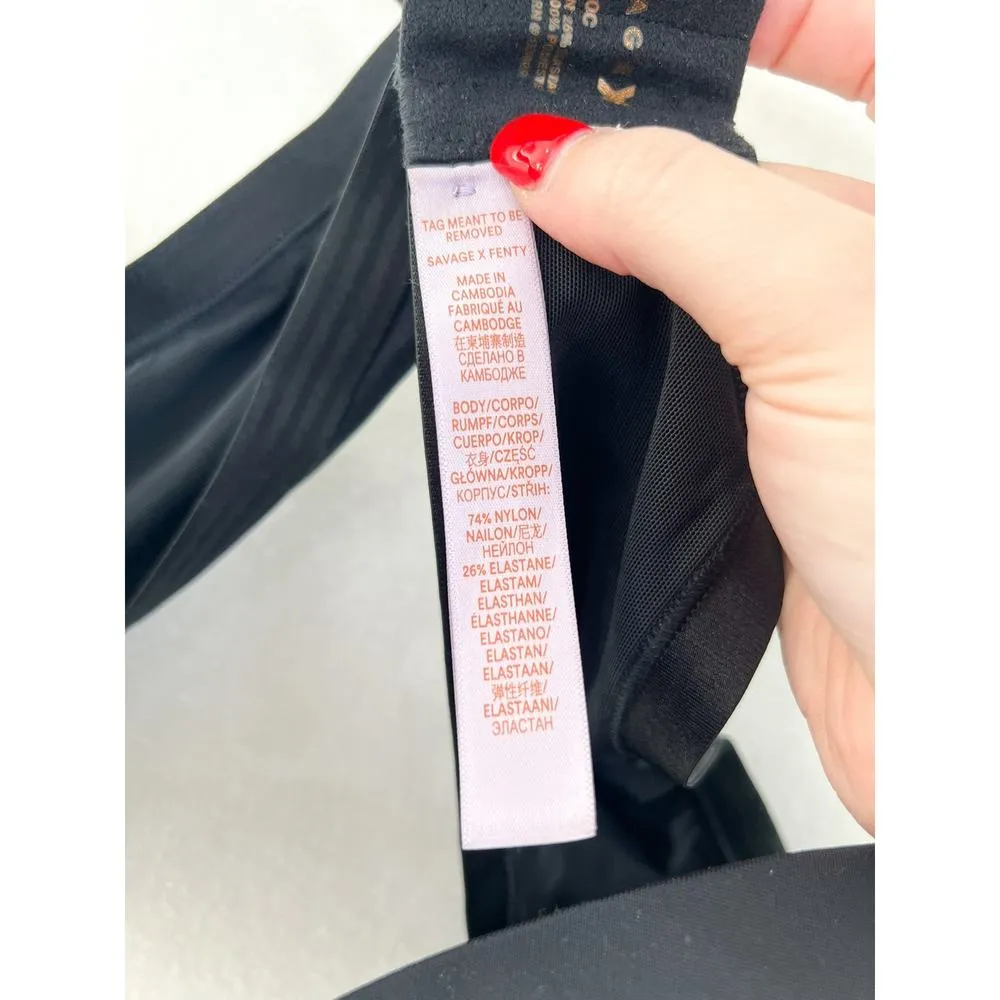 TAG MEANT TO BE
REMOVED
SAVAGE X FENTY
MADE IN
CAMBODIA
FABRIQUÉ AU
CAMBODGE
在柬埔寨制造
СДЕЛАНО В
КАМБОДЖЕ
BODY/CORPO/
RUMPF/CORPS/
CUERPO/KROP/
衣身/CZĘŚĆ
GŁÓWNA/KROPP/
КОРПУС/STŘIH:
74% NYLON/
NAILON/尼龙/
НЕЙЛОН
26% ELASTANE/
ELASTAM/
ELASTHAN/
ÉLASTHANNE/
ELASTANO/
ELASTAN/
ELASTAAN/
弹性纤维/
ELASTAANI/
ЭЛАСТАН